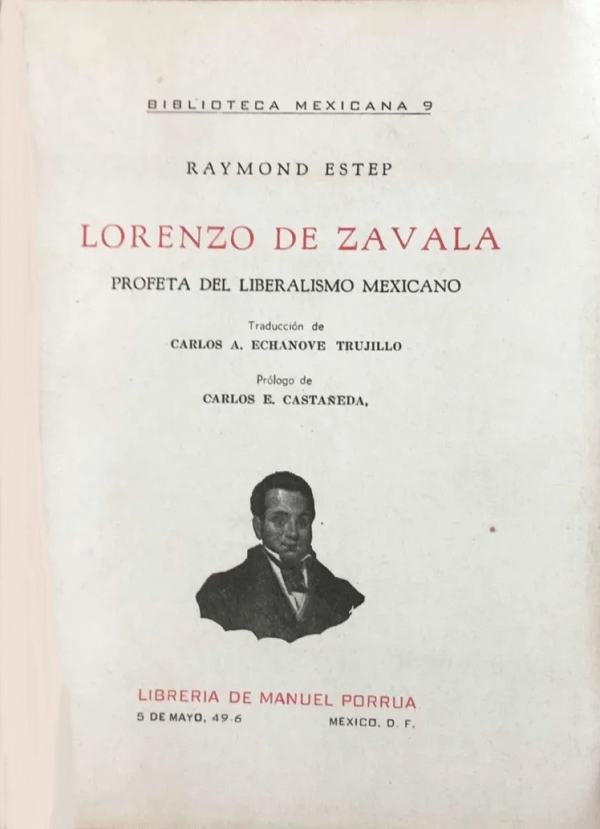 BIBLIOTECA MEXICANA 9
RAYMOND ESTEP
LORENZO DE ZAVALA
PROFETA DEL LIBERALISMO MEXICANO
Traducción de
CARLOS A. ECHANOVE TRUJILLO
Prólogo de
CARLOS E. CASTAÑEDA,
LIBRERIA DE MANUEL PORRUA
5 DE MAYO, 49-6 MEXICO, D. F.